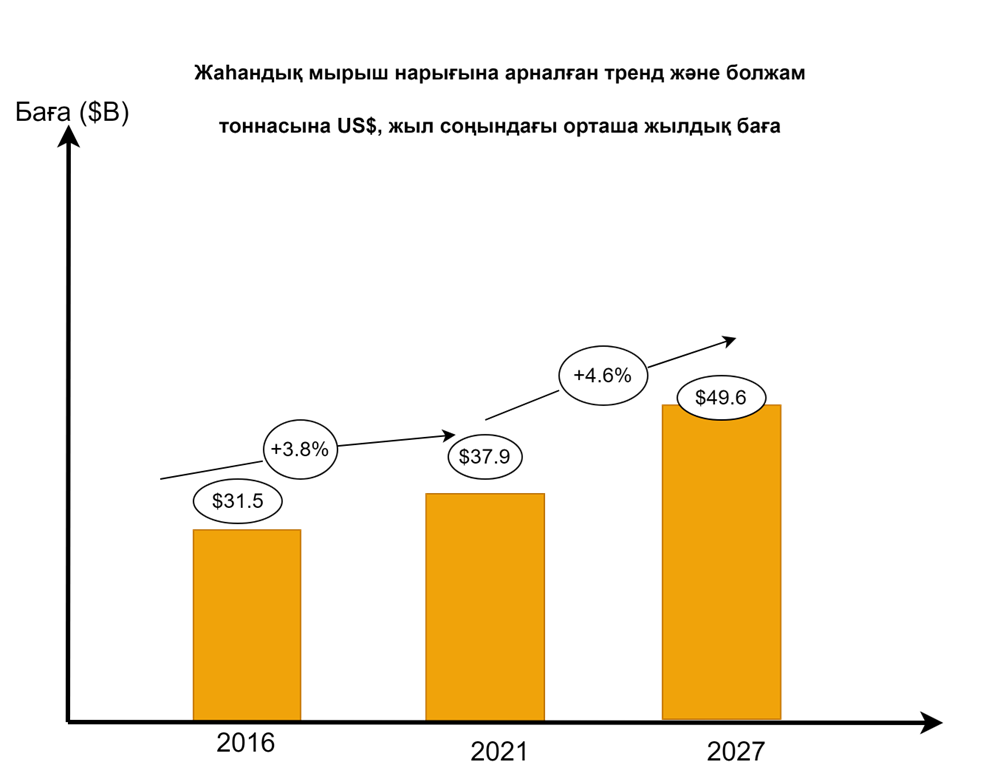 Жаһандық мырыш нарығына арналған тренд және болжам
Баға ($B)
тоннасына US$, жыл соңындағы орташа жылдық баға
+4.6%
$49.6
+3.8%
$37.9
$31.5
2016
2021
2027